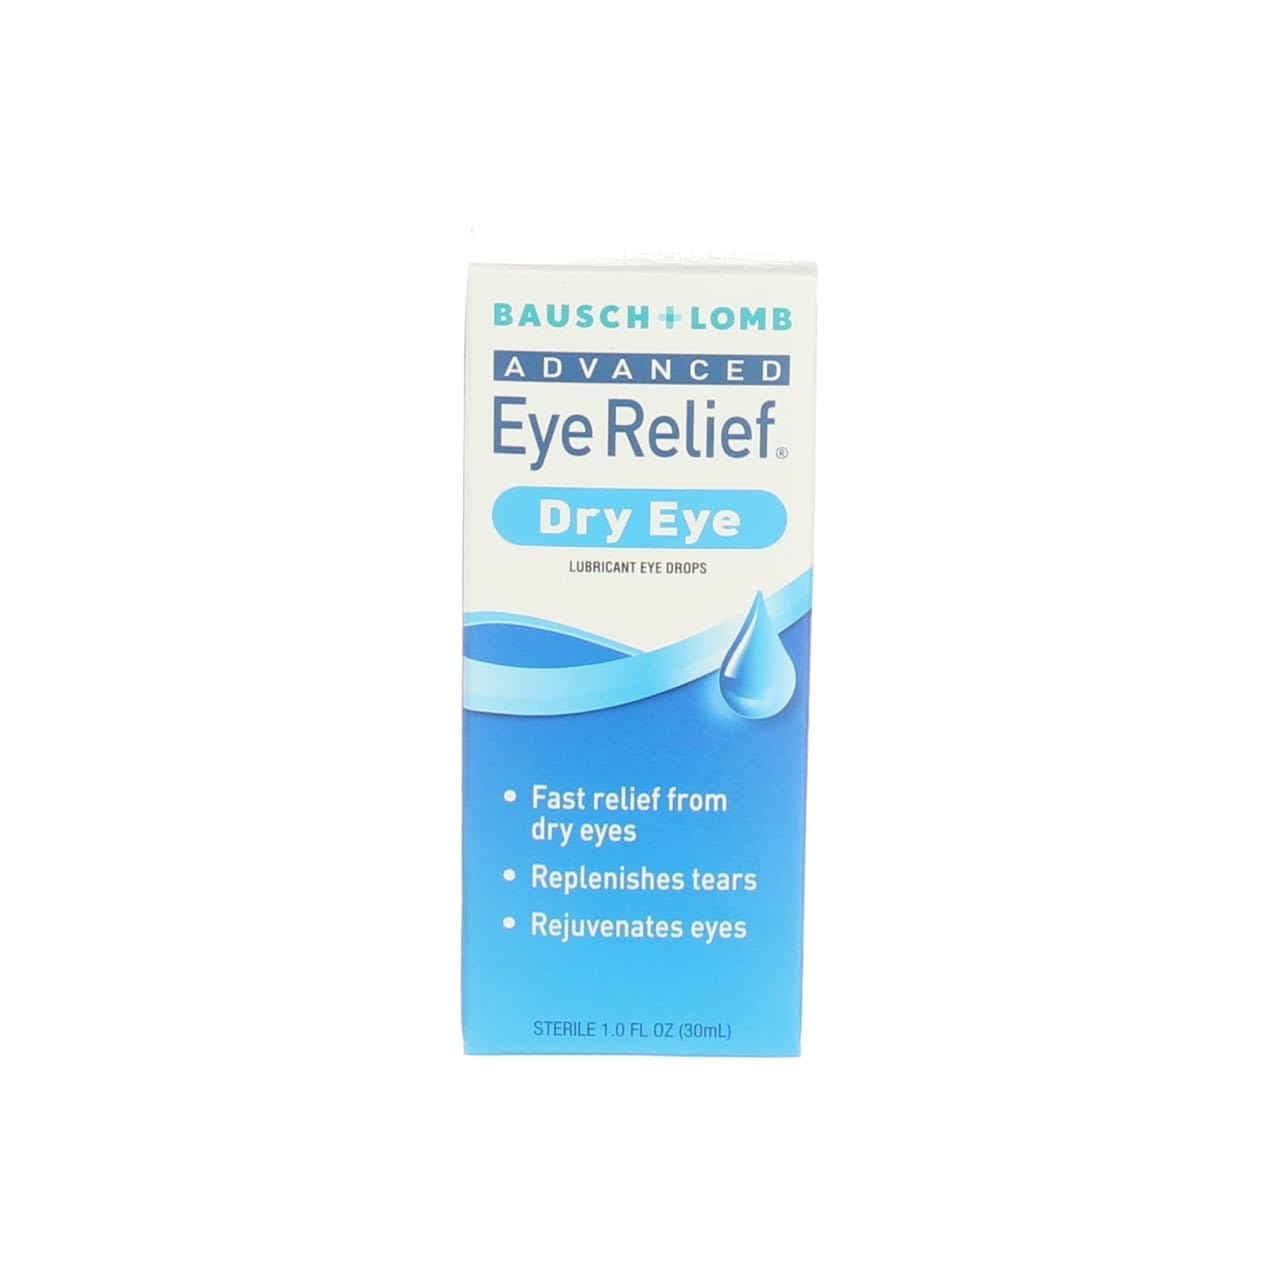 BAUSCH + LOMB
ADVANCED
Eye Relief®
Dry Eye
LUBRICANT EYE DROPS
• Fast relief from
dry eyes
• Replenishes tears
• Rejuvenates eyes
STERILE 1.0 FL OZ (30mL)